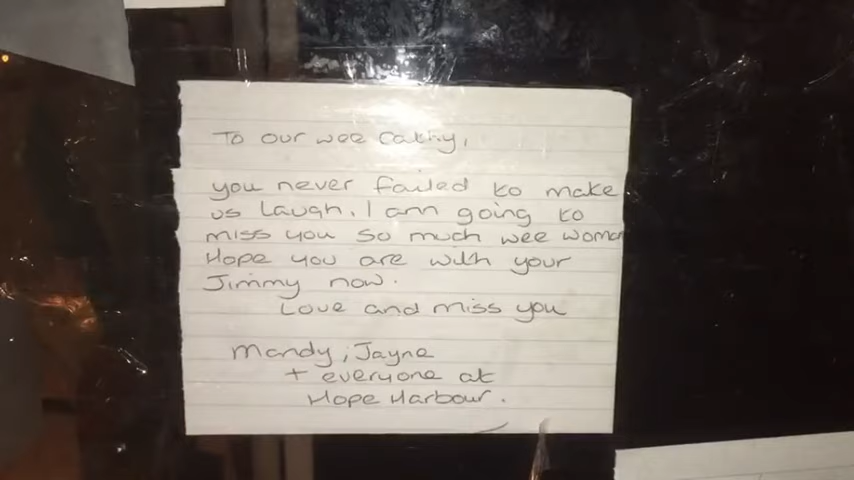 To our wee Cathy,
you never failed to make
us laugh. I am going to
miss you so much wee woman
Hope you are with your
Jimmy now.
Love and miss you
Mandy, Jayne
+ everyone at
Hope Harbour.